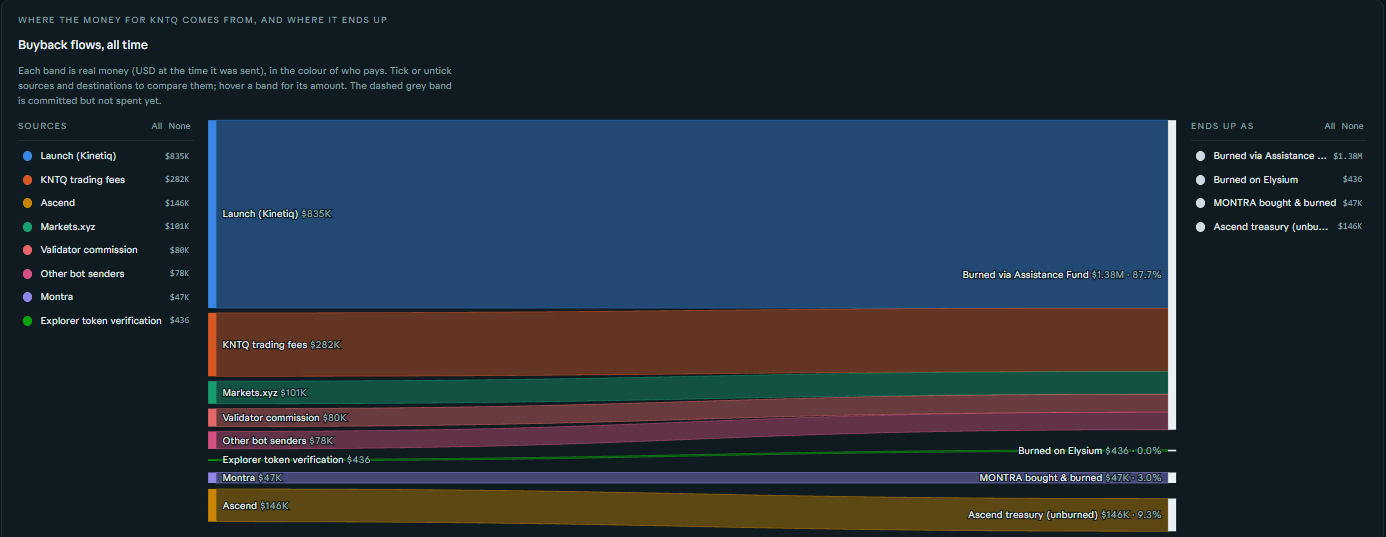 WHERE THE MONEY FOR KNTQ COMES FROM, AND WHERE IT ENDS UP
Buyback flows, all time
Each band is real money (USD at the time it was sent), in the colour of who pays. Tick or untick
sources and destinations to compare them; hover a band for its amount. The dashed grey band
is committed but not spent yet.
SOURCES All None
Launch (Kinetiq) $835K
KNTQ trading fees $282K
Ascend $146K
Markets.xyz $101K
Validator commission $80K
Other bot senders $78K
Montra $47K
Explorer token verification $436
Launch (Kinetiq) $835K
KNTQ trading fees $282K
Markets.xyz $101K
Validator commission $80K
Other bot senders $78K
Explorer token verification $436
Montra $47K
Ascend $146K
Burned via Assistance Fund $1.38M · 87.7%
Burned on Elysium $436 · 0.0%
MONTRA bought & burned $47K · 3.0%
Ascend treasury (unburned) $146K · 9.3%
ENDS UP AS All None
Burned via Assistance ... $1.38M
Burned on Elysium $436
MONTRA bought & burned $47K
Ascend treasury (unbu... $146K